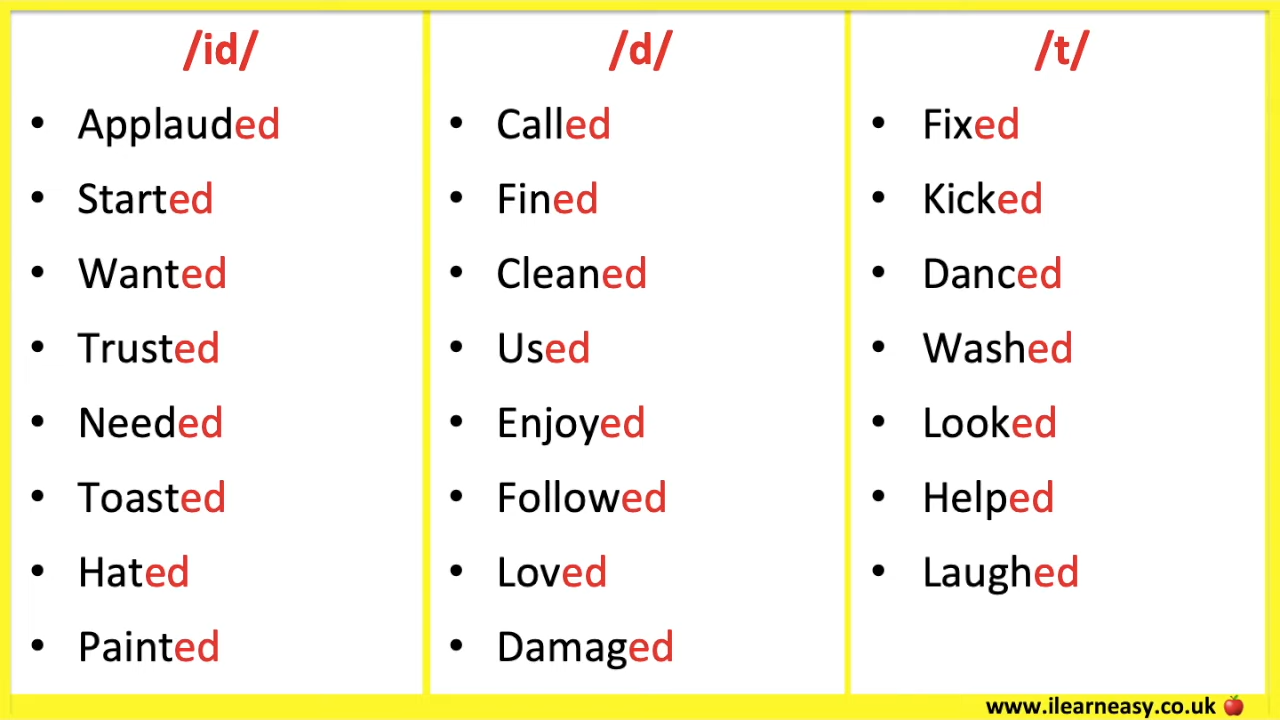 /id/
• Applauded
• Started
• Wanted
• Trusted
• Needed
• Toasted
• Hated
• Painted
/d/
• Called
• Fined
• Cleaned
• Used
• Enjoyed
• Followed
• Loved
• Damaged
/t/
• Fixed
• Kicked
• Danced
• Washed
• Looked
• Helped
• Laughed
www.ilearneasy.co.uk